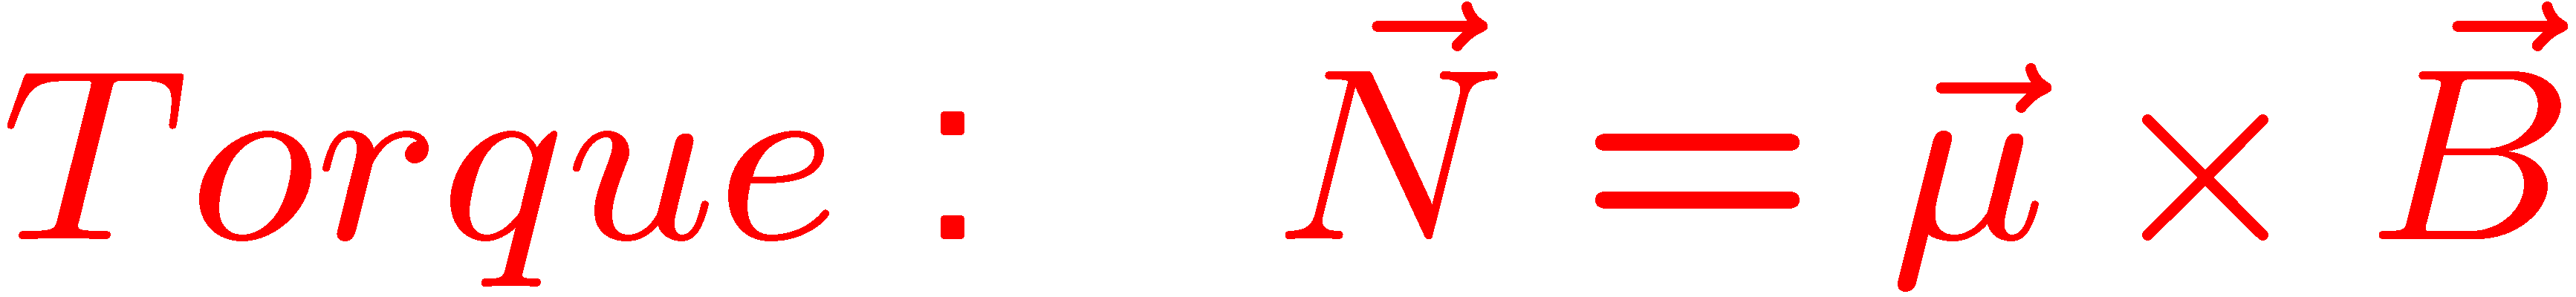 Torque : N⃗ = μ⃗ × B⃗